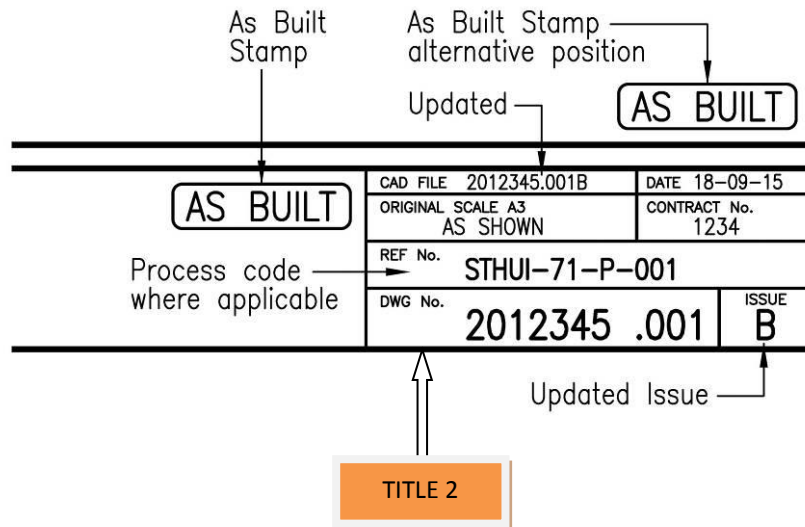 As Built
Stamp
As Built Stamp
alternative position
Updated
AS BUILT
AS BUILT
CAD FILE 2012345.001B
DATE 18-09-15
ORIGINAL SCALE A3
AS SHOWN
CONTRACT No.
1234
Process code
where applicable
REF No. STHUI-71-P-001
DWG No. 2012345 .001
ISSUE
B
Updated Issue
TITLE 2